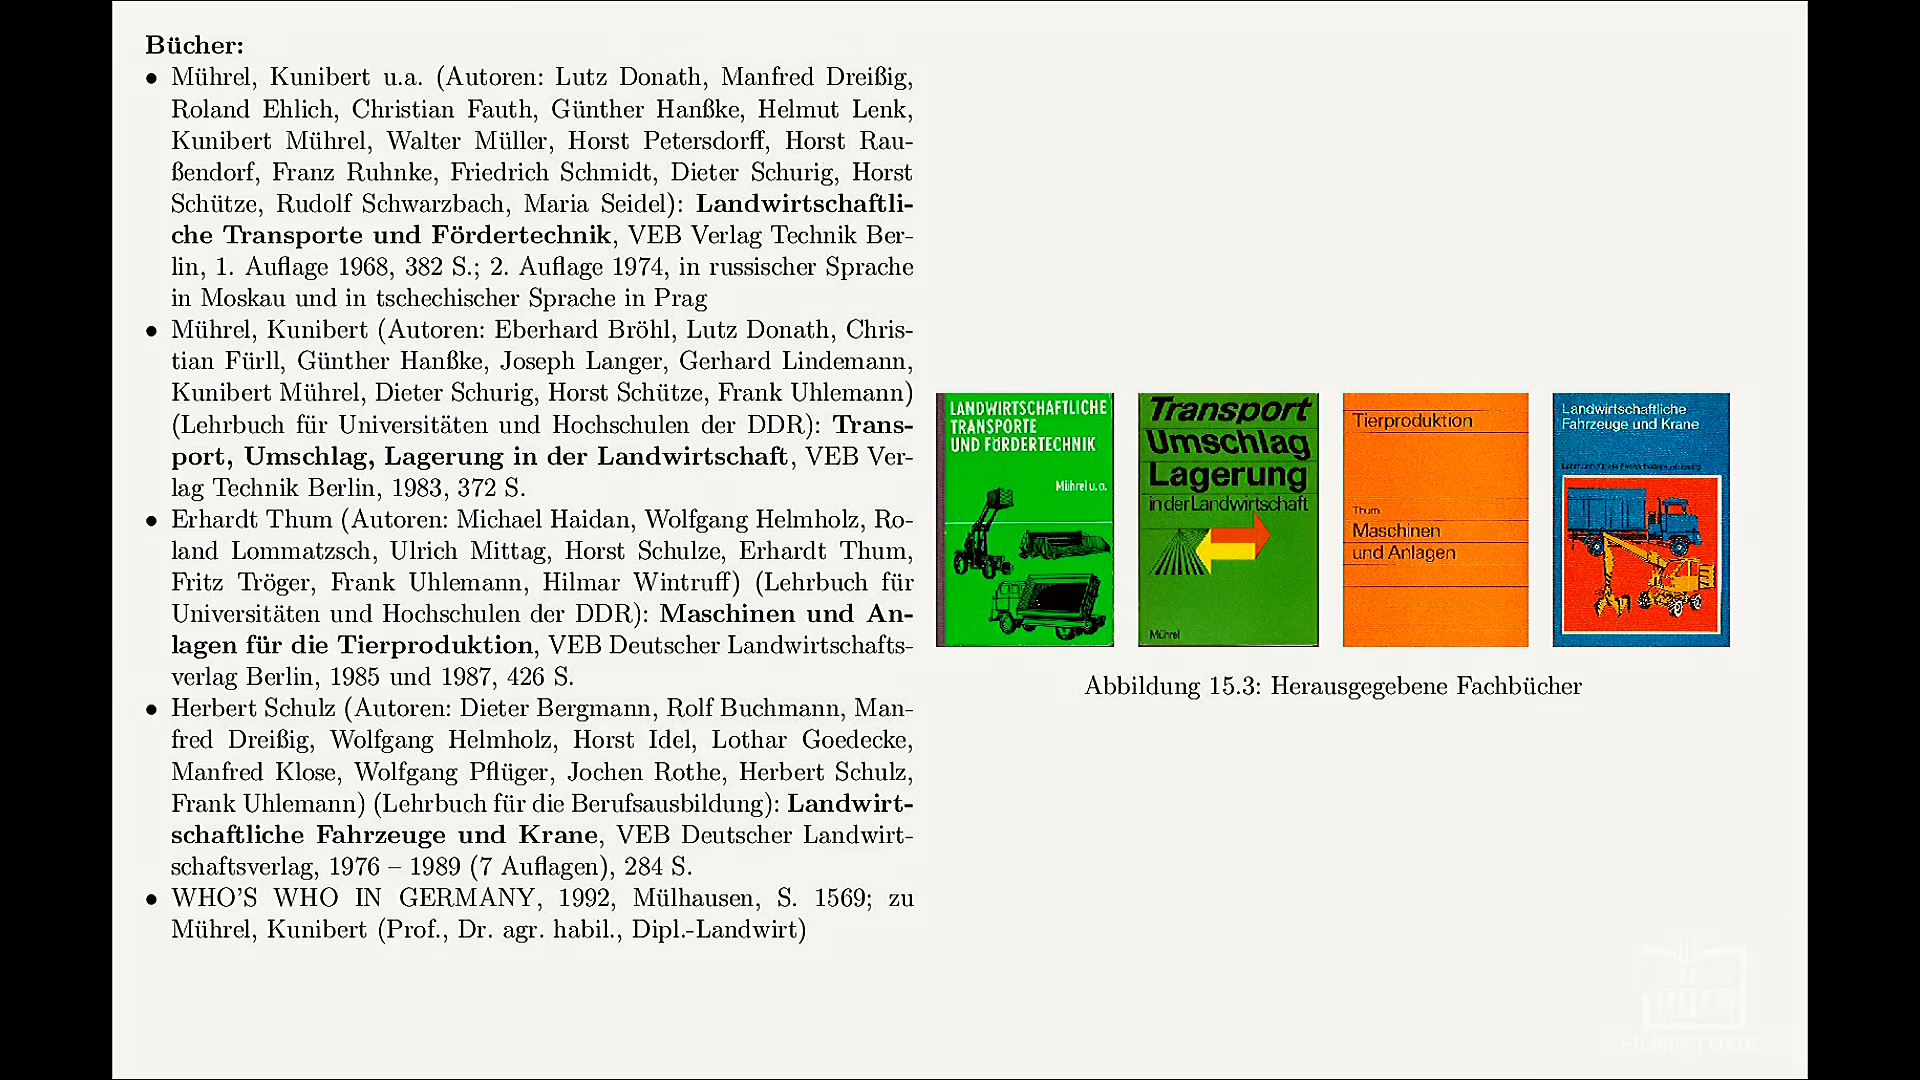 Bücher:
• Mührel, Kunibert u.a. (Autoren: Lutz Donath, Manfred Dreißig,
Roland Ehlich, Christian Fauth, Günther Hanßke, Helmut Lenk,
Kunibert Mührel, Walter Müller, Horst Petersdorff, Horst Rau-
ßendorf, Franz Ruhnke, Friedrich Schmidt, Dieter Schurig, Horst
Schütze, Rudolf Schwarzbach, Maria Seidel): Landwirtschaftli-
che Transporte und Fördertechnik, VEB Verlag Technik Ber-
lin, 1. Auflage 1968, 382 S.; 2. Auflage 1974, in russischer Sprache
in Moskau und in tschechischer Sprache in Prag
• Mührel, Kunibert (Autoren: Eberhard Bröhl, Lutz Donath, Chris-
tian Fürll, Günther Hanßke, Joseph Langer, Gerhard Lindemann,
Kunibert Mührel, Dieter Schurig, Horst Schütze, Frank Uhlemann)
(Lehrbuch für Universitäten und Hochschulen der DDR): Trans-
port, Umschlag, Lagerung in der Landwirtschaft, VEB Ver-
lag Technik Berlin, 1983, 372 S.
• Erhardt Thum (Autoren: Michael Haidan, Wolfgang Helmholz, Ro-
land Lommatzsch, Ulrich Mittag, Horst Schulze, Erhardt Thum,
Fritz Tröger, Frank Uhlemann, Hilmar Wintruff) (Lehrbuch für
Universitäten und Hochschulen der DDR): Maschinen und An-
lagen für die Tierproduktion, VEB Deutscher Landwirtschafts-
verlag Berlin, 1985 und 1987, 426 S.
• Herbert Schulz (Autoren: Dieter Bergmann, Rolf Buchmann, Man-
fred Dreißig, Wolfgang Helmholz, Horst Idel, Lothar Goedecke,
Manfred Klose, Wolfgang Pflüger, Jochen Rothe, Herbert Schulz,
Frank Uhlemann) (Lehrbuch für die Berufsausbildung): Landwirt-
schaftliche Fahrzeuge und Krane, VEB Deutscher Landwirt-
schaftsverlag, 1976 – 1989 (7 Auflagen), 284 S.
• WHO'S WHO IN GERMANY, 1992, Mülhausen, S. 1569; zu
Mührel, Kunibert (Prof., Dr. agr. habil., Dipl.-Landwirt)
LANDWIRTSCHAFTLICHE
TRANSPORTE
UND FÖRDERTECHNIK
Mührel u.a.
Transport
Umschlag
Lagerung
in der Landwirtschaft
Mührel
Tierproduktion
Thum
Maschinen
und Anlagen
Landwirtschaftliche
Fahrzeuge und Krane
Abbildung 15.3: Herausgegebene Fachbücher